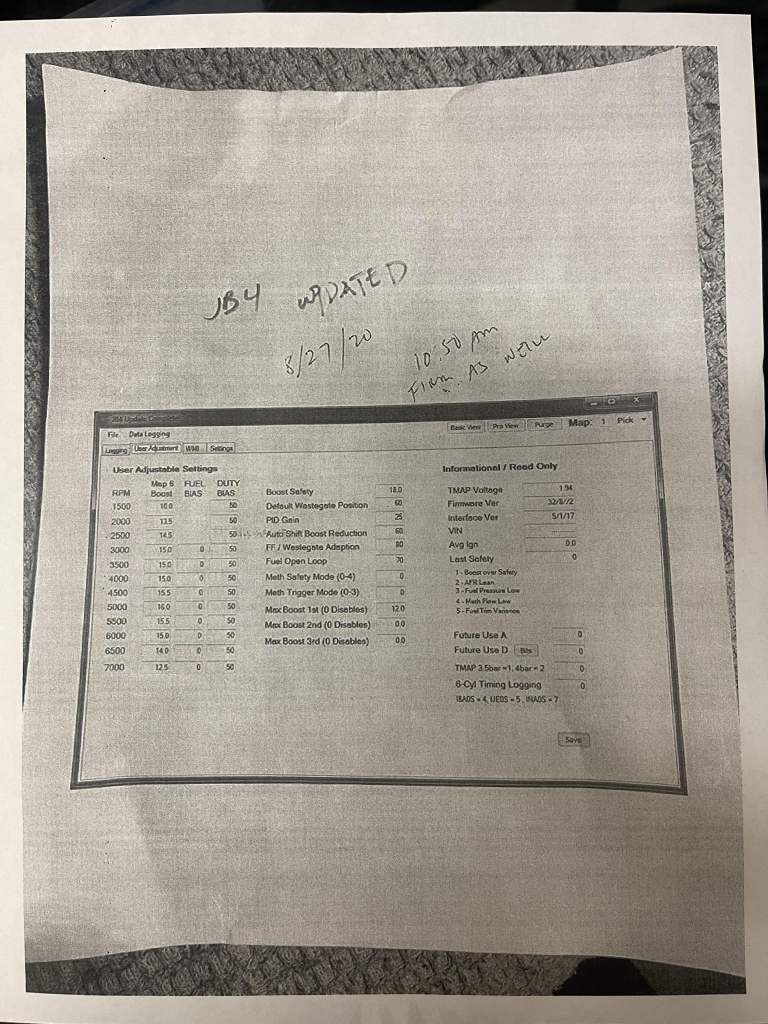 JB4 UPDATED
8/27/20 10:50 AM
FIRM. AS WELL
JB4 Update Complete
File Data Logging
Basic View Pro View Purge Map: 1 Pick
Logging User Adjustment WMI Settings
User Adjustable Settings
Map 6 FUEL DUTY
RPM Boost BIAS BIAS
1500 10.0 50
2000 13.5 50
2500 14.5 50
3000 15.0 0 50
3500 15.0 0 50
4000 15.0 0 50
4500 15.5 0 50
5000 16.0 0 50
5500 15.5 0 50
6000 15.0 0 50
6500 14.0 0 50
7000 12.5 0 50
Boost Safety 18.0
Default Wastegate Position 60
PID Gain 25
Auto Shift Boost Reduction 60
FF / Wastegate Adaption 80
Fuel Open Loop 70
Meth Safety Mode (0-4) 0
Meth Trigger Mode (0-3) 0
Max Boost 1st (0 Disables) 12.0
Max Boost 2nd (0 Disables) 0.0
Max Boost 3rd (0 Disables) 0.0
Informational / Read Only
TMAP Voltage 1.94
Firmware Ver 32/8//2
Interface Ver 5/1/17
VIN
Avg Ign 0.0
Last Safety 0
1 - Boost over Safety
2 - AFR Lean
3 - Fuel Pressure Low
4 - Meth Flow Low
5 - Fuel Trim Variance
Future Use A 0
Future Use D Bits 0
TMAP 3.5bar = 1, 4bar = 2 0
6-Cyl Timing Logging 0
I8A0S = 4, IJE0S = 5, INA0S = 7
Save